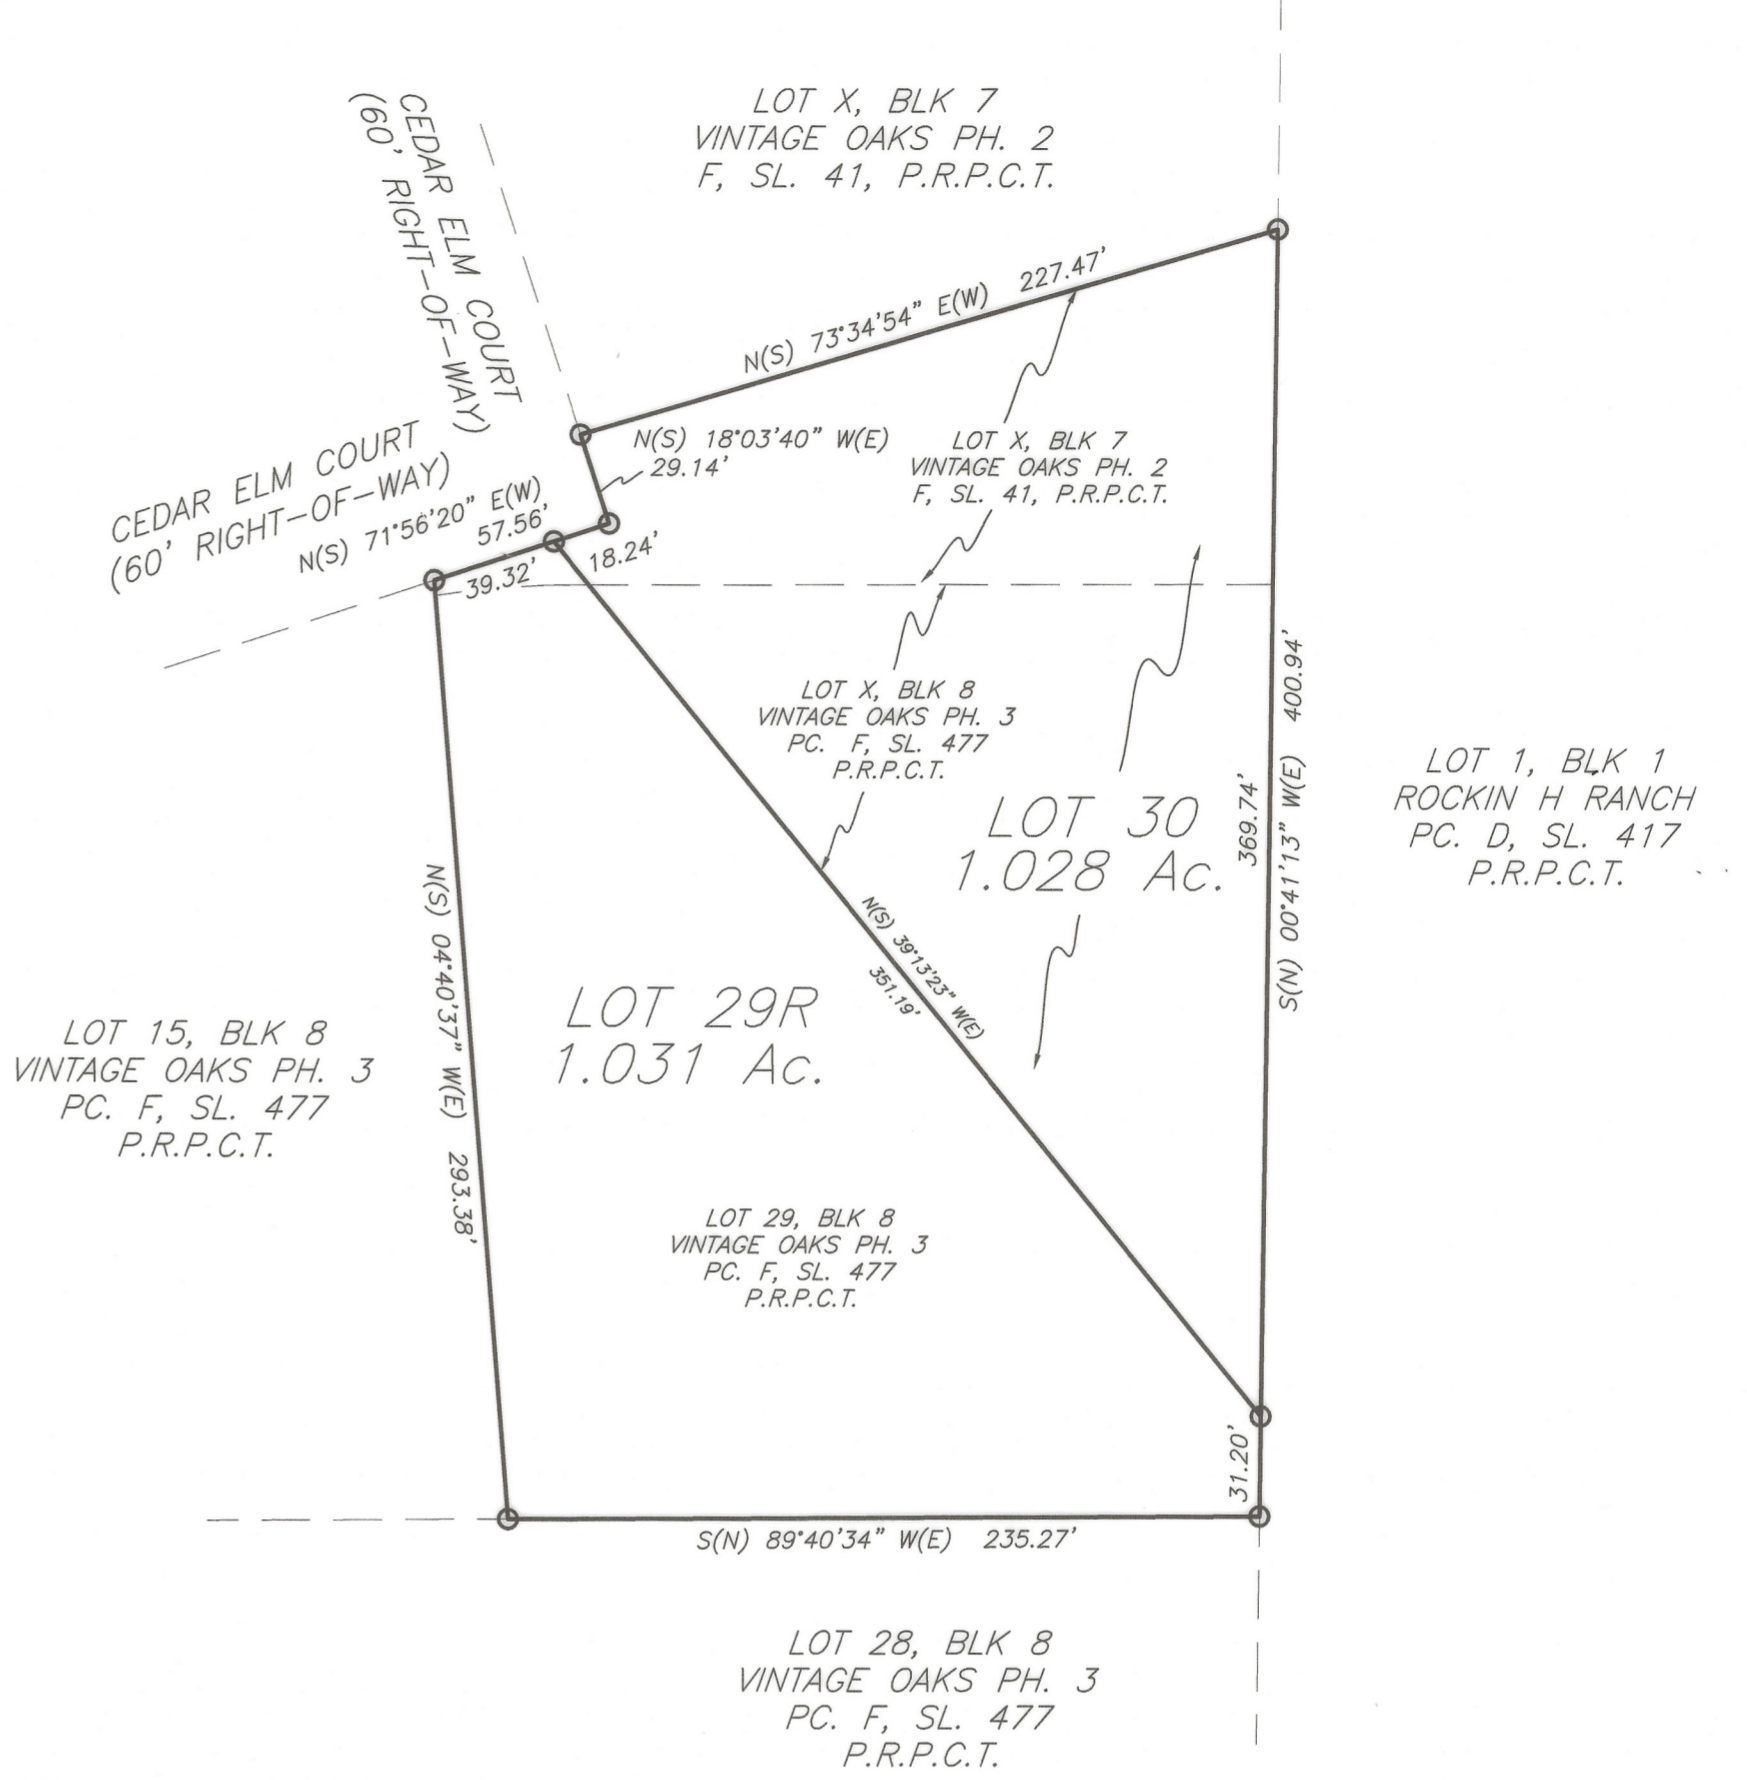 LOT X, BLK 7
VINTAGE OAKS PH. 2
F, SL. 41, P.R.P.C.T.
CEDAR ELM COURT
(60' RIGHT-OF-WAY)
N(S) 73°34'54" E(W) 227.47'
CEDAR ELM COURT
(60' RIGHT-OF-WAY)
N(S) 18°03'40" W(E)
29.14'
LOT X, BLK 7
VINTAGE OAKS PH. 2
F, SL. 41, P.R.P.C.T.
N(S) 71°56'20" E(W)
57.56'
39.32'
18.24'
LOT X, BLK 8
VINTAGE OAKS PH. 3
PC. F, SL. 477
P.R.P.C.T.
S(N) 00°41'13" W(E) 400.94'
369.74'
LOT 30
1.028 Ac.
LOT 1, BLK 1
ROCKIN H RANCH
PC. D, SL. 417
P.R.P.C.T.
N(S) 39°13'23" W(E)
351.19'
N(S) 04°40'37" W(E) 293.38'
LOT 29R
1.031 Ac.
LOT 15, BLK 8
VINTAGE OAKS PH. 3
PC. F, SL. 477
P.R.P.C.T.
LOT 29, BLK 8
VINTAGE OAKS PH. 3
PC. F, SL. 477
P.R.P.C.T.
31.20'
S(N) 89°40'34" W(E) 235.27'
LOT 28, BLK 8
VINTAGE OAKS PH. 3
PC. F, SL. 477
P.R.P.C.T.